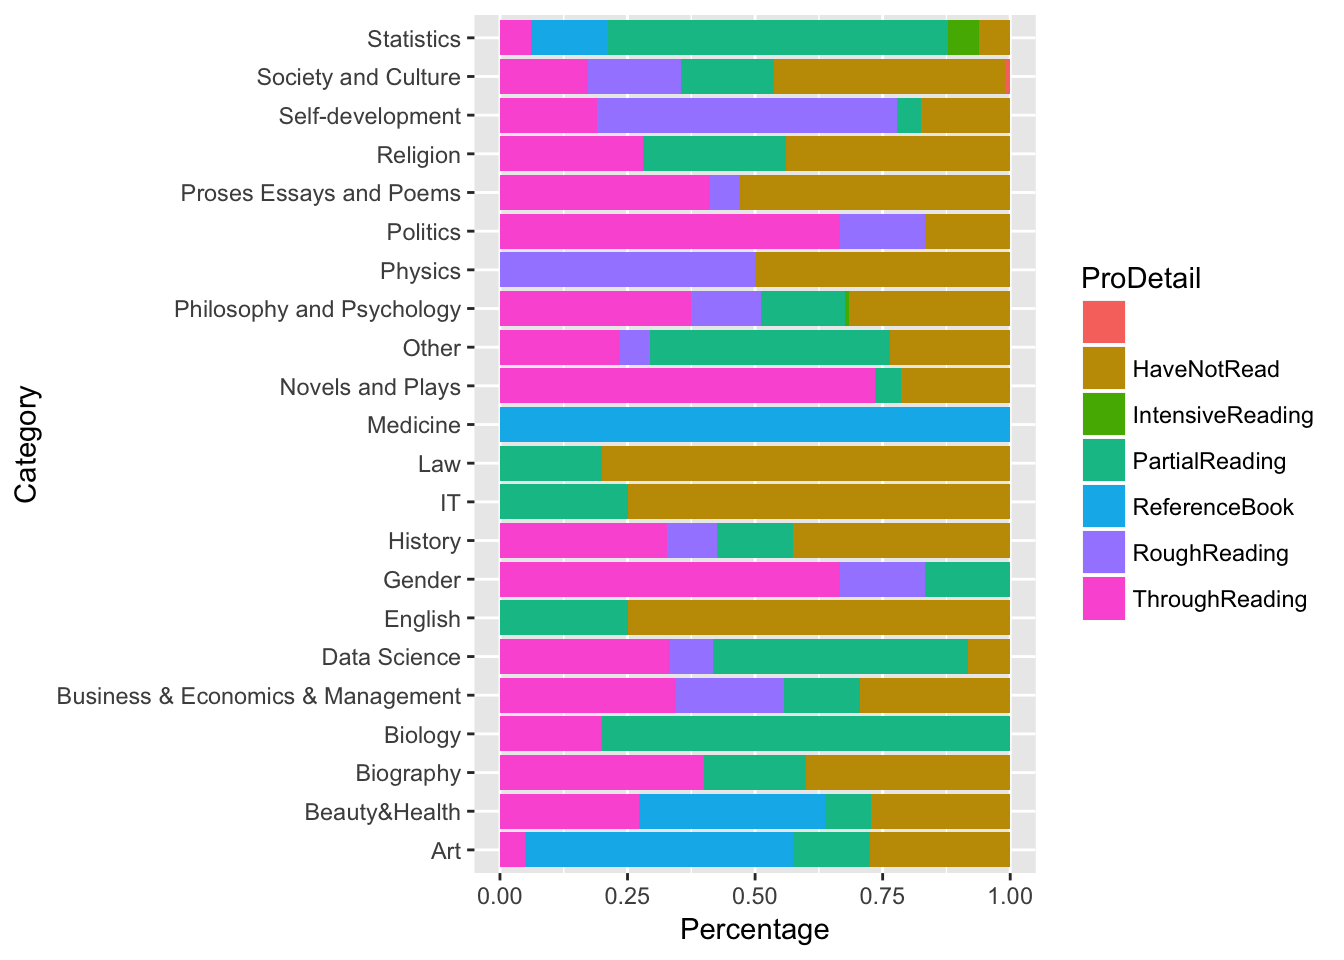 Statistics
Society and Culture
Self-development
Religion
Proses Essays and Poems
Politics
Physics
Philosophy and Psychology
Other
Novels and Plays
Medicine
Law
IT
History
Gender
English
Data Science
Business & Economics & Management
Biology
Biography
Beauty&Health
Art
Category
0.00 0.25 0.50 0.75 1.00
Percentage
ProDetail
HaveNotRead
IntensiveReading
PartialReading
ReferenceBook
RoughReading
ThroughReading